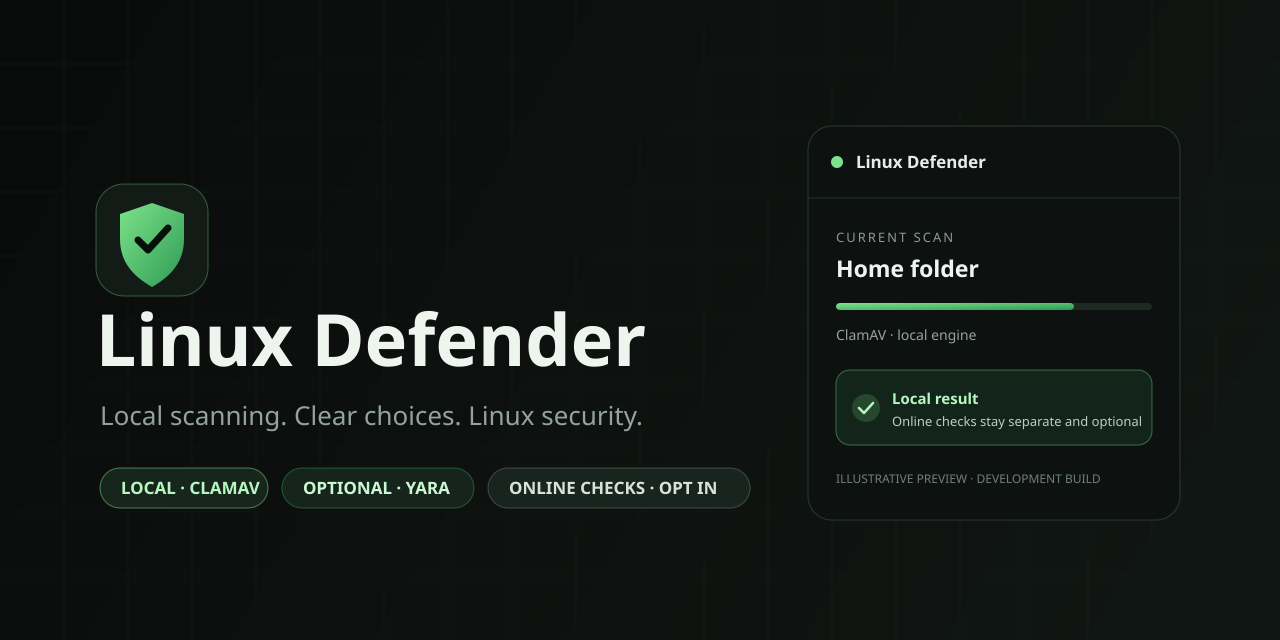 Linux Defender
Local scanning. Clear choices. Linux security.
LOCAL · CLAMAV
OPTIONAL · YARA
ONLINE CHECKS · OPT IN
Linux Defender
CURRENT SCAN
Home folder
ClamAV · local engine
Local result
Online checks stay separate and optional
ILLUSTRATIVE PREVIEW · DEVELOPMENT BUILD